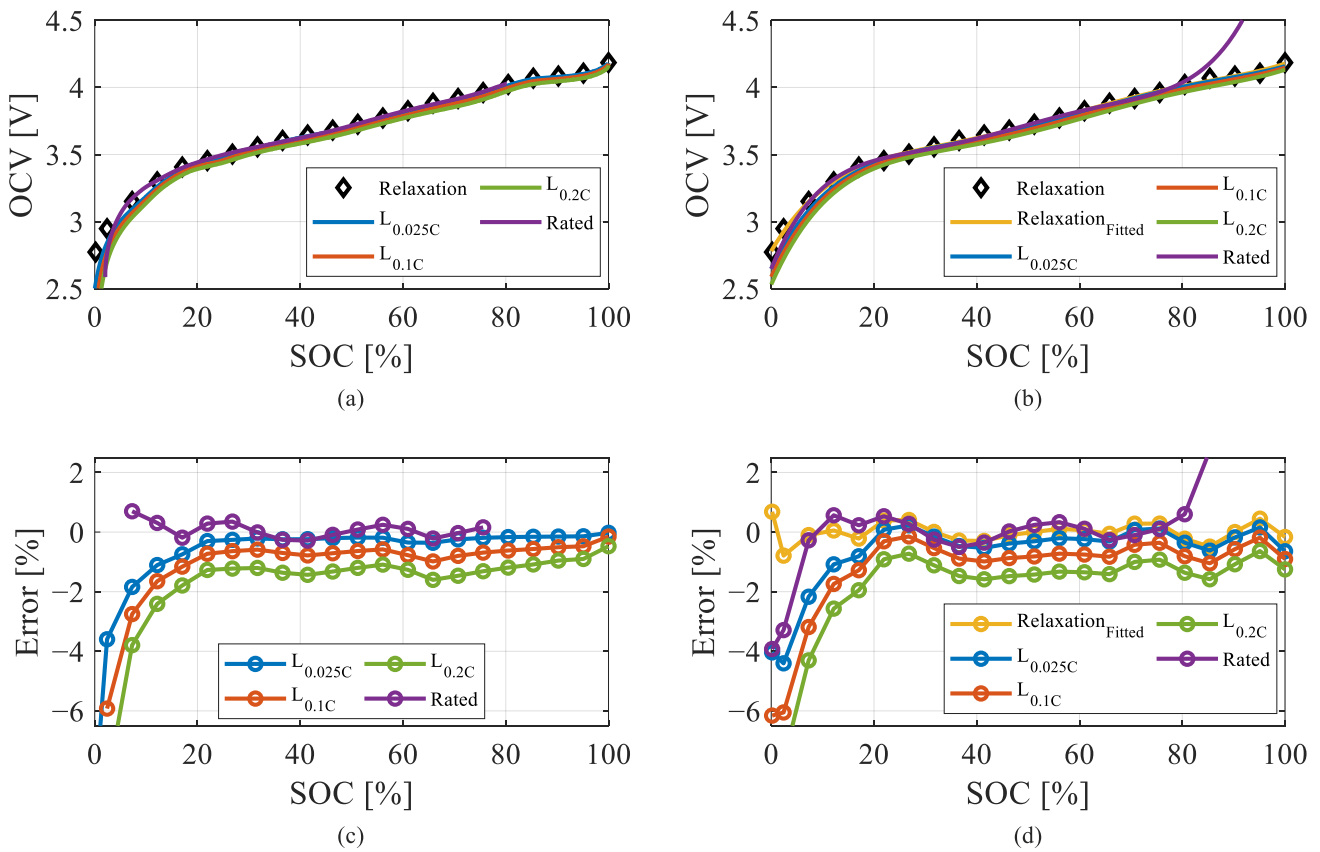 4.5
4
3.5
3
2.5
OCV [V]
Relaxation
L0.025C
L0.1C
L0.2C
Rated
0 20 40 60 80 100
SOC [%]
(a)
4.5
4
3.5
3
2.5
OCV [V]
Relaxation
RelaxationFitted
L0.025C
L0.1C
L0.2C
Rated
0 20 40 60 80 100
SOC [%]
(b)
2
0
−2
−4
−6
Error [%]
L0.025C
L0.1C
L0.2C
Rated
0 20 40 60 80 100
SOC [%]
(c)
2
0
−2
−4
−6
Error [%]
RelaxationFitted
L0.025C
L0.1C
L0.2C
Rated
0 20 40 60 80 100
SOC [%]
(d)